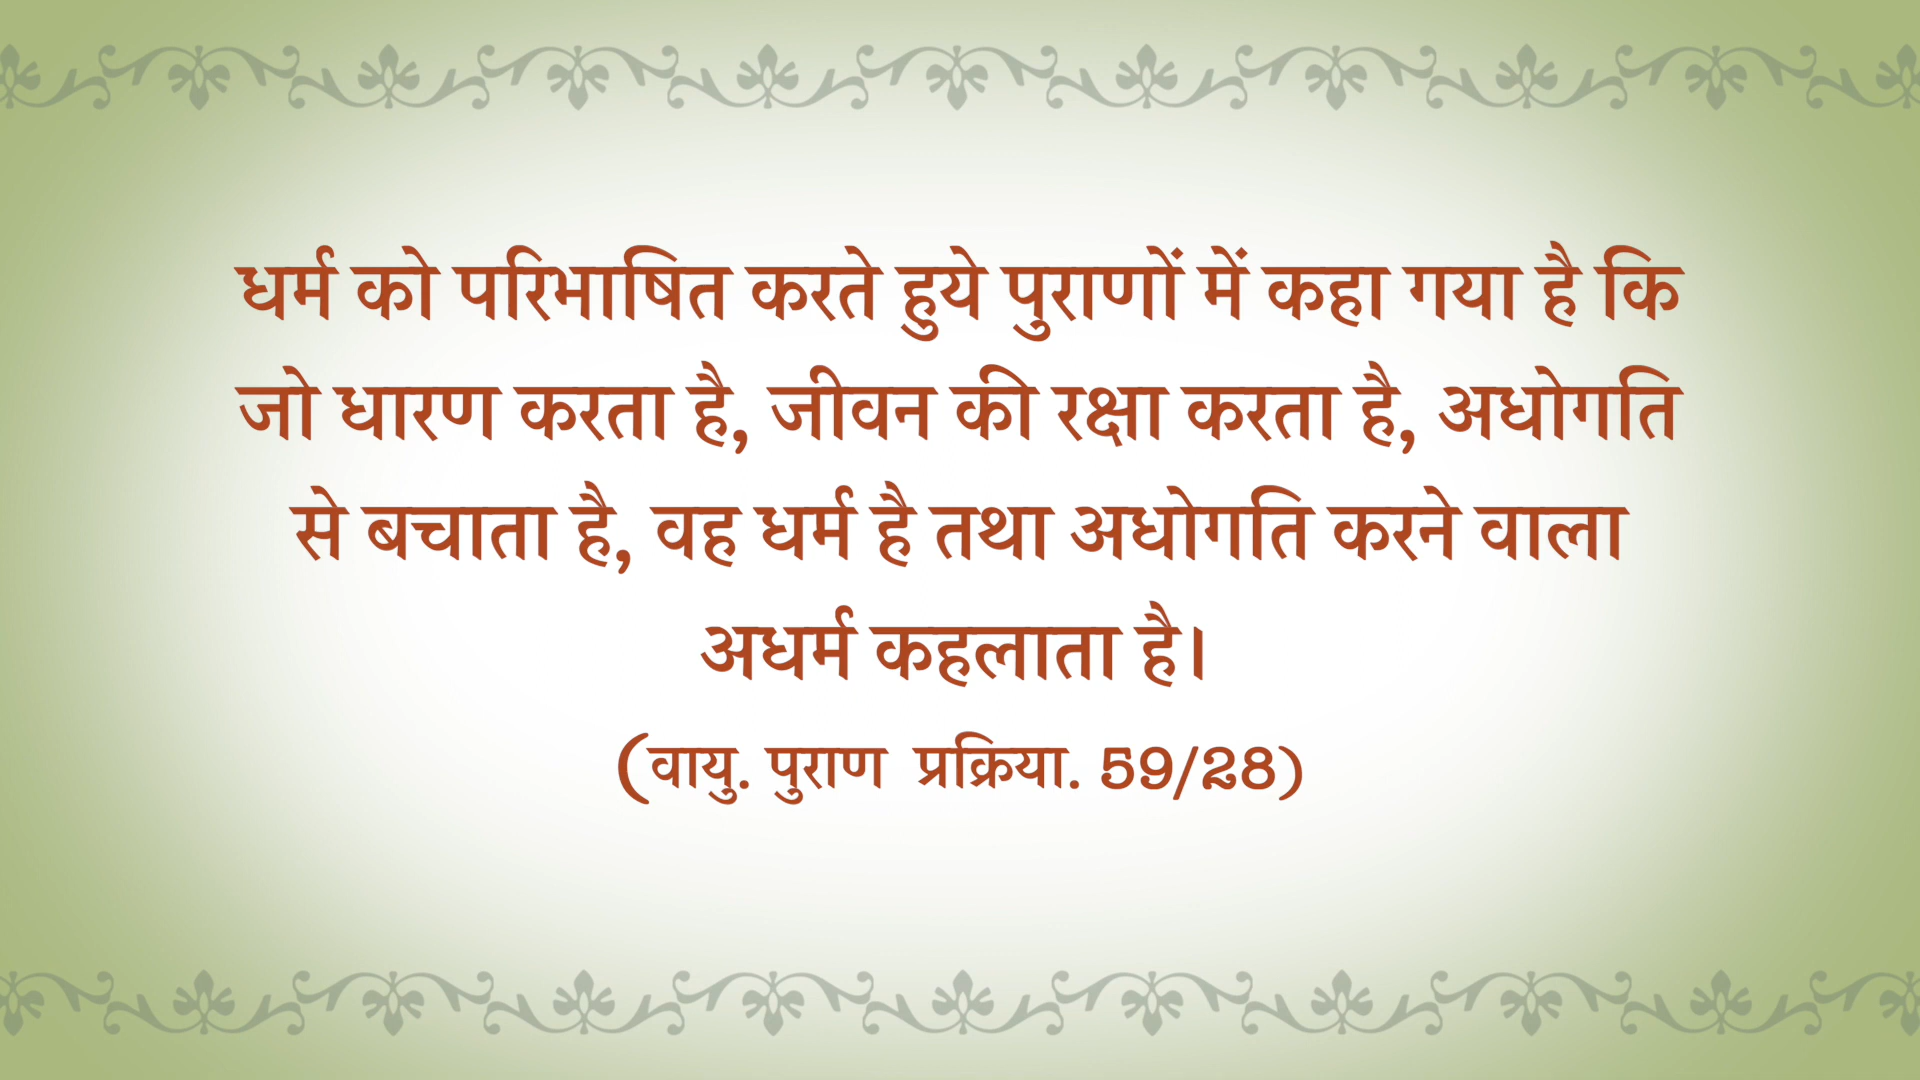 धर्म को परिभाषित करते हुये पुराणों में कहा गया है कि
जो धारण करता है, जीवन की रक्षा करता है, अधोगति
से बचाता है, वह धर्म है तथा अधोगति करने वाला
अधर्म कहलाता है।
(वायु. पुराण प्रक्रिया. 59/28)